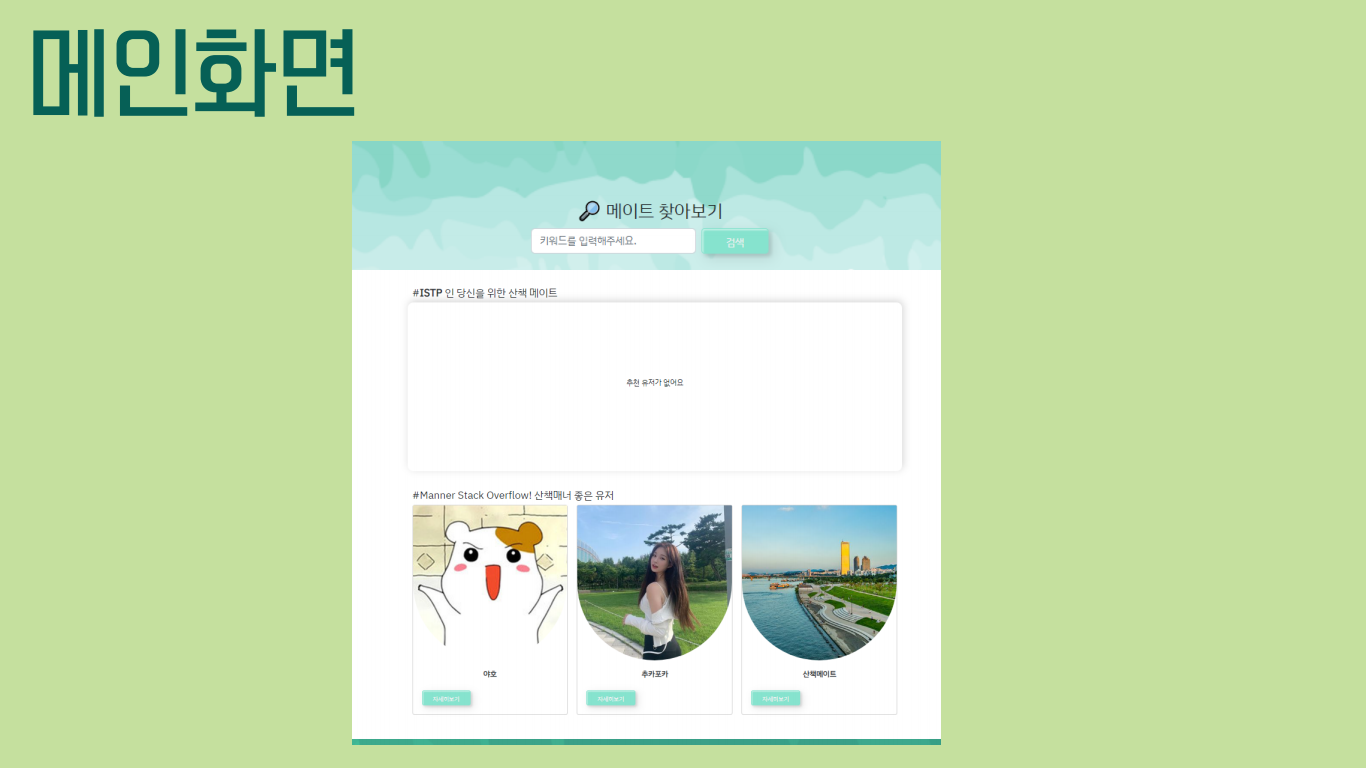 메인화면
메이트 찾아보기
키워드를 입력해주세요.
검색
#ISTP 인 당신을 위한 산책 메이트
추천 유저가 없어요
#Manner Stack Overflow! 산책매너 좋은 유저
야호
추카포카
산책메이트
자세히보기
자세히보기
자세히보기